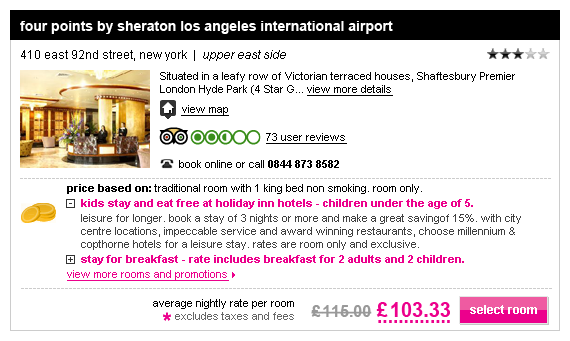 four points by sheraton los angeles international airport
410 east 92nd street, new york | upper east side
Situated in a leafy row of Victorian terraced houses, Shaftesbury Premier
London Hyde Park (4 Star G... view more details
view map
73 user reviews
book online or call 0844 873 8582
price based on: traditional room with 1 king bed non smoking. room only.
kids stay and eat free at holiday inn hotels - children under the age of 5.
leisure for longer. book a stay of 3 nights or more and make a great savingof 15%. with city
centre locations, impeccable service and award winning restaurants, choose millennium &
copthorne hotels for a leisure stay. rates are room only and exclusive.
stay for breakfast - rate includes breakfast for 2 adults and 2 children.
view more rooms and promotions
average nightly rate per room £115.00 £103.33 select room
* excludes taxes and fees